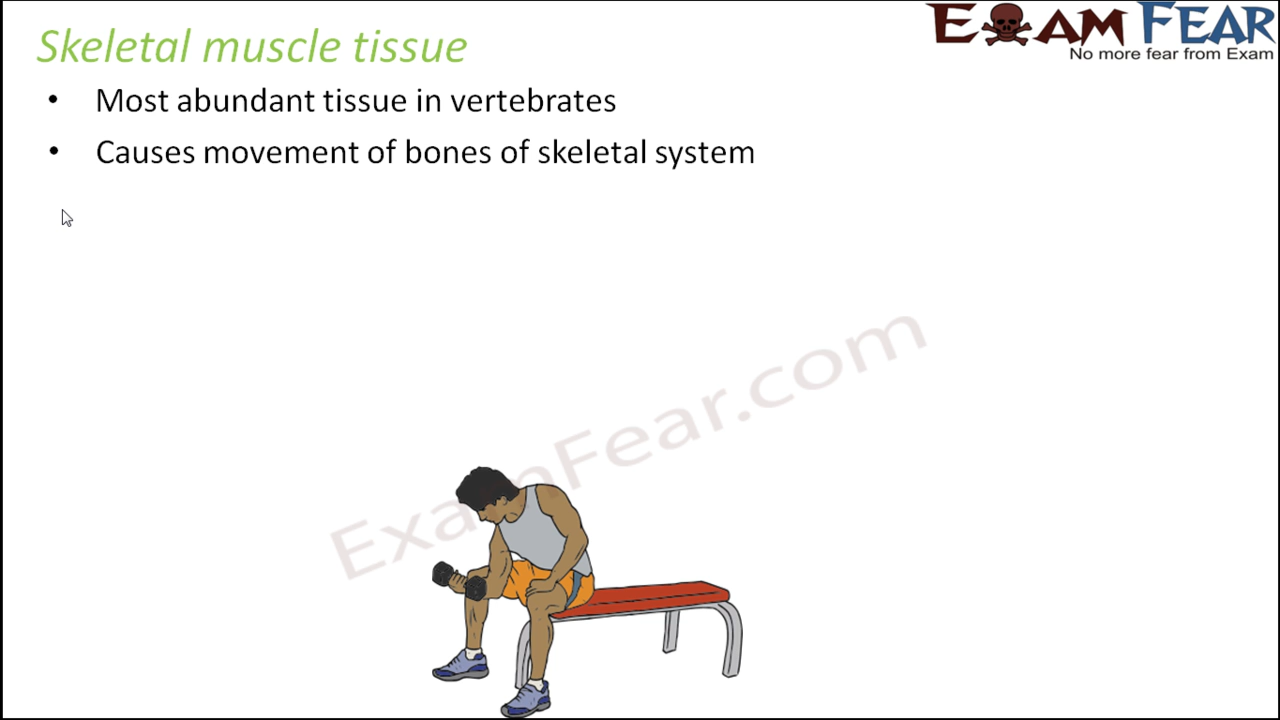 Skeletal muscle tissue
EXAM FEAR
No more fear from Exam
• Most abundant tissue in vertebrates
• Causes movement of bones of skeletal system
ExamFear.com